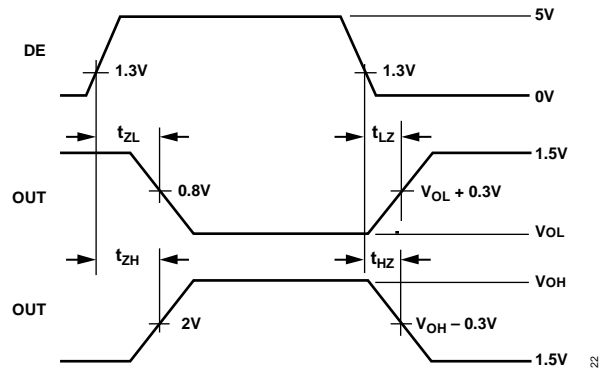 5V
DE
1.3V
1.3V
0V
tZL
tLZ
1.5V
0.8V
VOL + 0.3V
OUT
VOL
tZH
tHZ
VOH
OUT
2V
VOH – 0.3V
1.5V
22